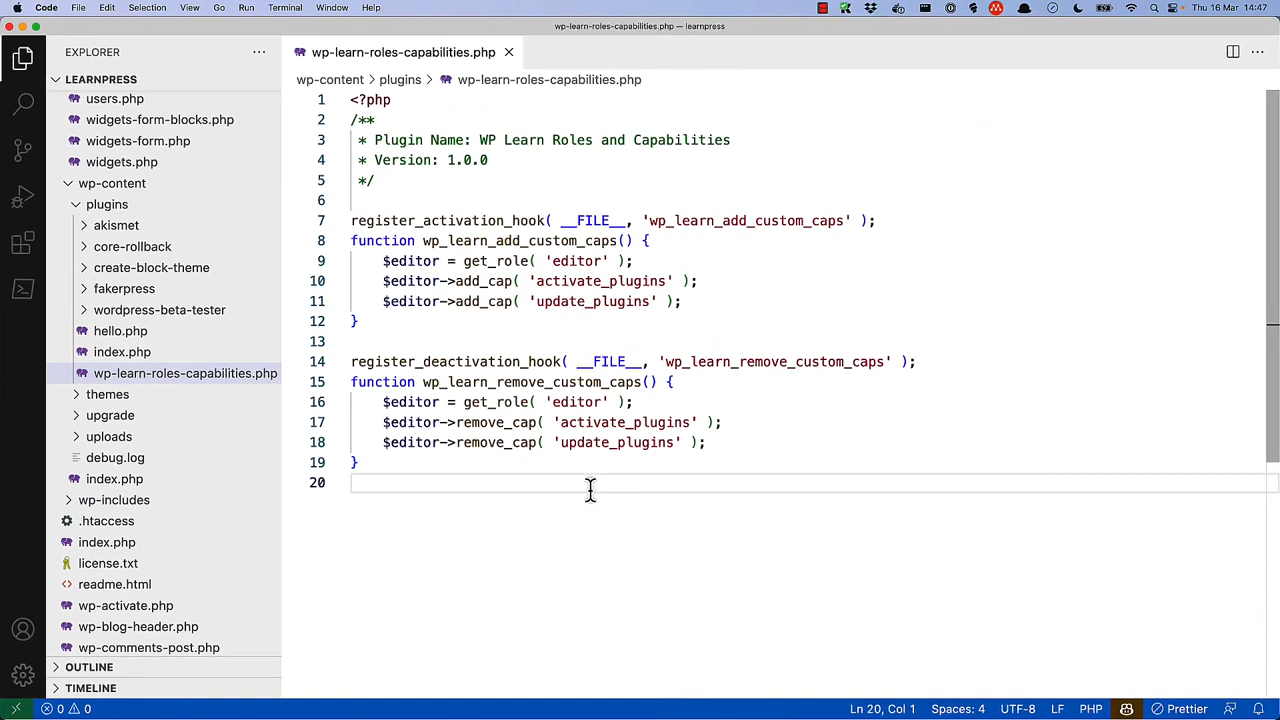 Code File Edit Selection View Go Run Terminal Window Help Thu 16 Mar 14:47
wp-learn-roles-capabilities.php — learnpress
EXPLORER
wp-learn-roles-capabilities.php
LEARNPRESS
wp-content > plugins > wp-learn-roles-capabilities.php
users.php
widgets-form-blocks.php
widgets-form.php
widgets.php
wp-content
plugins
akismet
core-rollback
create-block-theme
fakerpress
wordpress-beta-tester
hello.php
index.php
wp-learn-roles-capabilities.php
themes
upgrade
uploads
debug.log
index.php
wp-includes
.htaccess
index.php
license.txt
readme.html
wp-activate.php
wp-blog-header.php
wp-comments-post.php
OUTLINE
TIMELINE
1 <?php
2 /**
3  * Plugin Name: WP Learn Roles and Capabilities
4  * Version: 1.0.0
5  */
6
7 register_activation_hook( __FILE__, 'wp_learn_add_custom_caps' );
8 function wp_learn_add_custom_caps() {
9     $editor = get_role( 'editor' );
10     $editor->add_cap( 'activate_plugins' );
11     $editor->add_cap( 'update_plugins' );
12 }
13
14 register_deactivation_hook( __FILE__, 'wp_learn_remove_custom_caps' );
15 function wp_learn_remove_custom_caps() {
16     $editor = get_role( 'editor' );
17     $editor->remove_cap( 'activate_plugins' );
18     $editor->remove_cap( 'update_plugins' );
19 }
20
0 0 Ln 20, Col 1 Spaces: 4 UTF-8 LF PHP Prettier